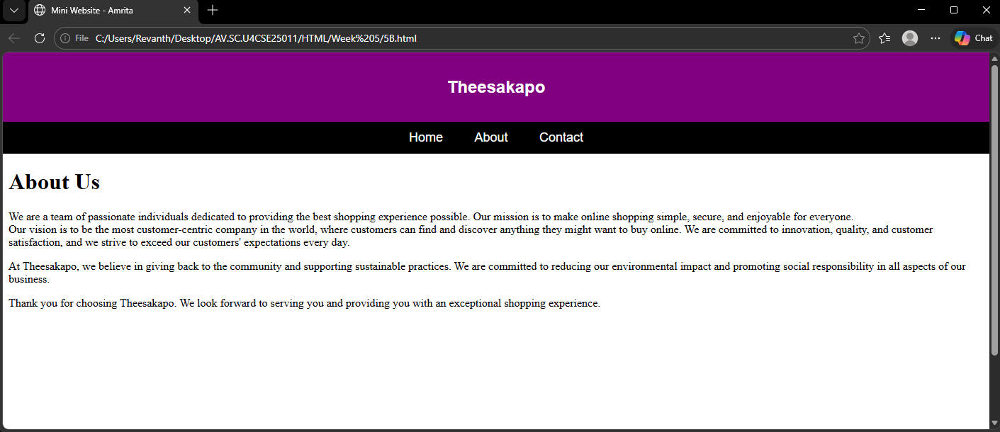 Mini Website - Amrita
File C:/Users/Revanth/Desktop/AV.SC.U4CSE25011/HTML/Week%205/5B.html
Chat
Theesakapo
Home About Contact
About Us
We are a team of passionate individuals dedicated to providing the best shopping experience possible. Our mission is to make online shopping simple, secure, and enjoyable for everyone.
Our vision is to be the most customer-centric company in the world, where customers can find and discover anything they might want to buy online. We are committed to innovation, quality, and customer
satisfaction, and we strive to exceed our customers' expectations every day.
At Theesakapo, we believe in giving back to the community and supporting sustainable practices. We are committed to reducing our environmental impact and promoting social responsibility in all aspects of our
business.
Thank you for choosing Theesakapo. We look forward to serving you and providing you with an exceptional shopping experience.